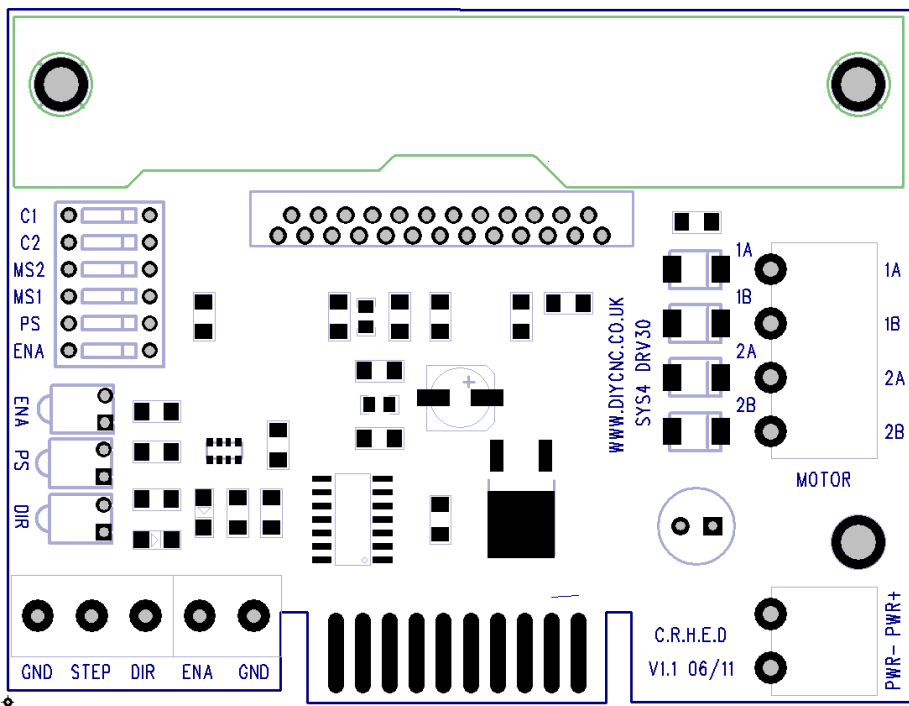 C1
C2
MS2
MS1
PS
ENA
ENA
PS
DIR
GND STEP DIR ENA GND
WWW.DIYCNC.CO.UK
SYS4 DRV30
1A
1B
2A
2B
1A
1B
2A
2B
MOTOR
C.R.H.E.D
V1.1 06/11
PWR- PWR+